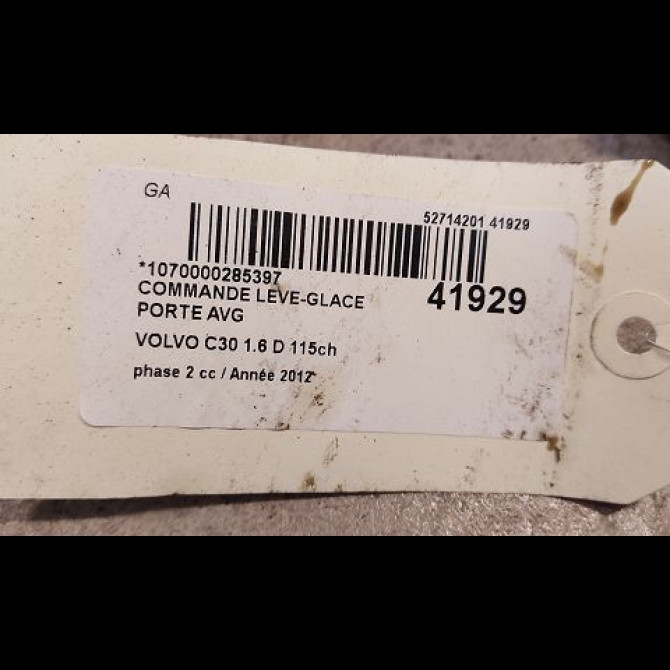 GA
52714201 41929
*1070000285397
COMMANDE LEVE-GLACE
41929
PORTE AVG
VOLVO C30 1.6 D 115ch
phase 2 cc / Année 2012